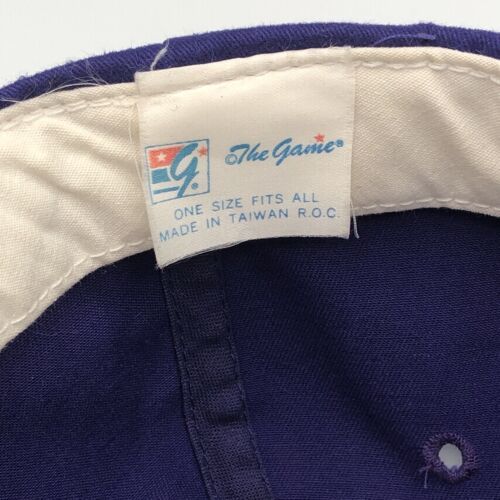 G ©The Game®
ONE SIZE FITS ALL
MADE IN TAIWAN R.O.C.